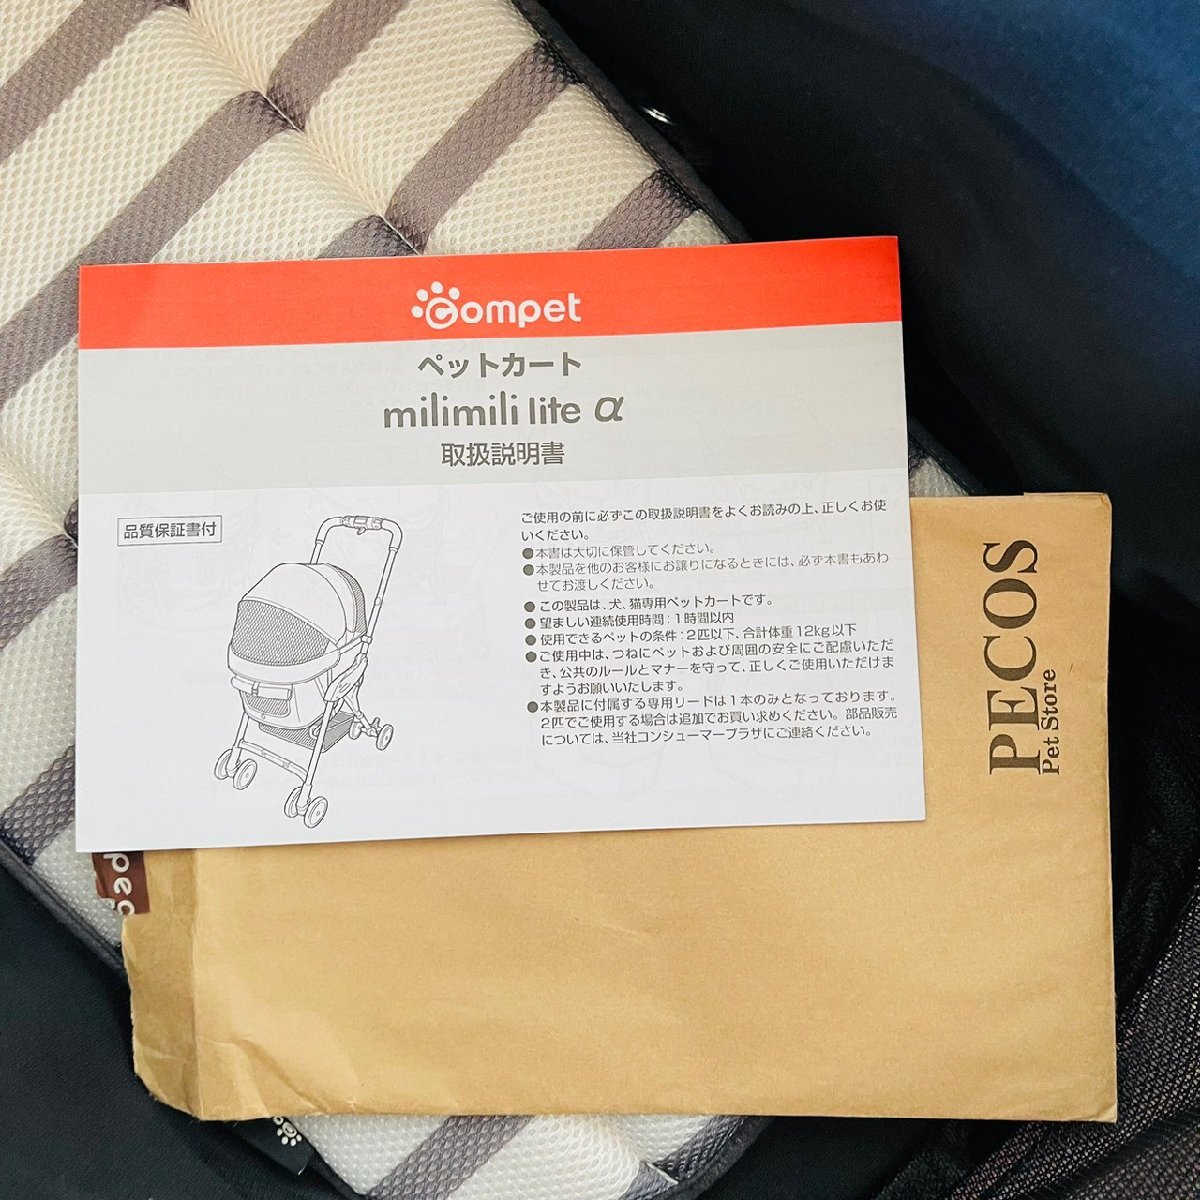 Compet
ペットカート
milimili lite α
取扱説明書
品質保証書付
ご使用の前に必ずこの取扱説明書をよくお読みの上、正しくお使
いください。
●本書は大切に保管してください。
●本製品を他のお客様にお譲りになるときには、必ず本書もあわ
せてお渡しください。
● この製品は、犬、猫専用ペットカートです。
● 望ましい連続使用時間：1時間以内
● 使用できるペットの条件：2匹以下、合計体重12kg以下
●ご使用中は、つねにペットおよび周囲の安全にご配慮いただ
き、公共のルールとマナーを守って、正しくご使用いただけま
すようお願いいたします。
●本製品に付属する専用リードは1本のみとなっております。
2匹でご使用する場合は追加でお買い求めください。部品販売
については、当社コンシューマープラザにご連絡ください。
PECOS
Pet Store
pec